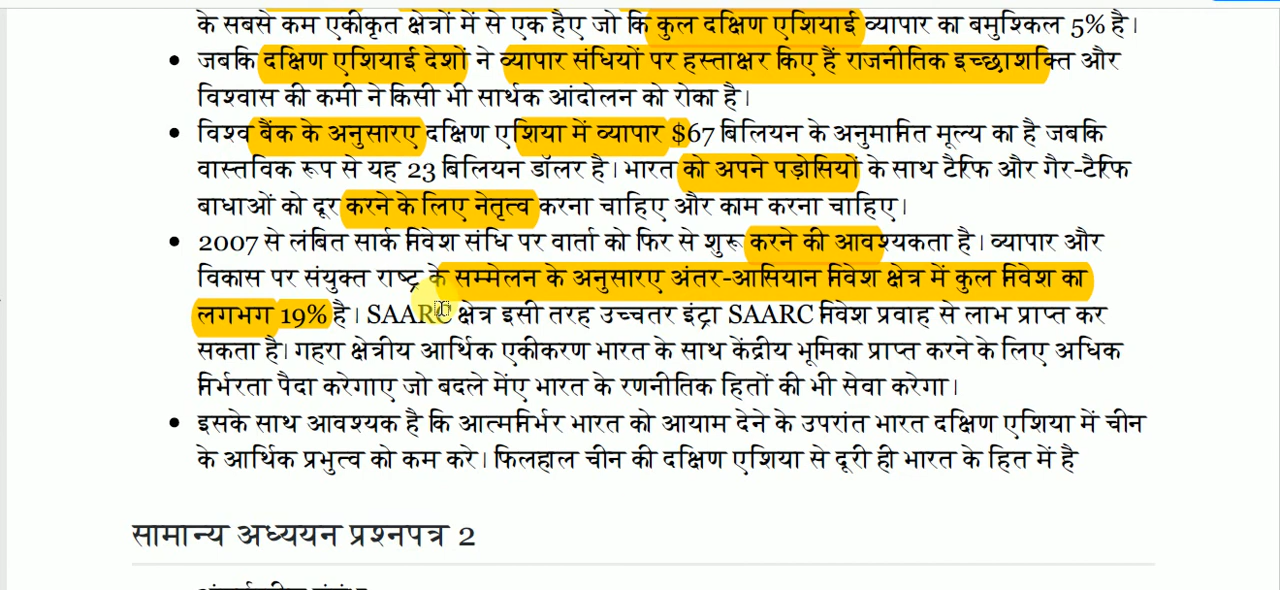 के सबसे कम एकीकृत क्षेत्रों में से एक हैए जो कि कुल दक्षिण एशियाई व्यापार का बमुश्किल 5% है।
• जबकि दक्षिण एशियाई देशों ने व्यापार संधियों पर हस्ताक्षर किए हैं राजनीतिक इच्छाशक्ति और
विश्वास की कमी ने किसी भी सार्थक आंदोलन को रोका है।
• विश्व बैंक के अनुसारए दक्षिण एशिया में व्यापार $67 बिलियन के अनुमानित मूल्य का है जबकि
वास्तविक रूप से यह 23 बिलियन डॉलर है। भारत को अपने पड़ोसियों के साथ टैरिफ और गैर-टैरिफ
बाधाओं को दूर करने के लिए नेतृत्व करना चाहिए और काम करना चाहिए।
• 2007 से लंबित सार्क निवेश संधि पर वार्ता को फिर से शुरू करने की आवश्यकता है। व्यापार और
विकास पर संयुक्त राष्ट्र के सम्मेलन के अनुसारए अंतर-आसियान निवेश क्षेत्र में कुल निवेश का
लगभग 19% है। SAARC क्षेत्र इसी तरह उच्चतर इंट्रा SAARC निवेश प्रवाह से लाभ प्राप्त कर
सकता है। गहरा क्षेत्रीय आर्थिक एकीकरण भारत के साथ केंद्रीय भूमिका प्राप्त करने के लिए अधिक
निर्भरता पैदा करेगाए जो बदले मेंए भारत के रणनीतिक हितों की भी सेवा करेगा।
• इसके साथ आवश्यक है कि आत्मनिर्भर भारत को आयाम देने के उपरांत भारत दक्षिण एशिया में चीन
के आर्थिक प्रभुत्व को कम करे। फिलहाल चीन की दक्षिण एशिया से दूरी ही भारत के हित में है
सामान्य अध्ययन प्रश्नपत्र 2